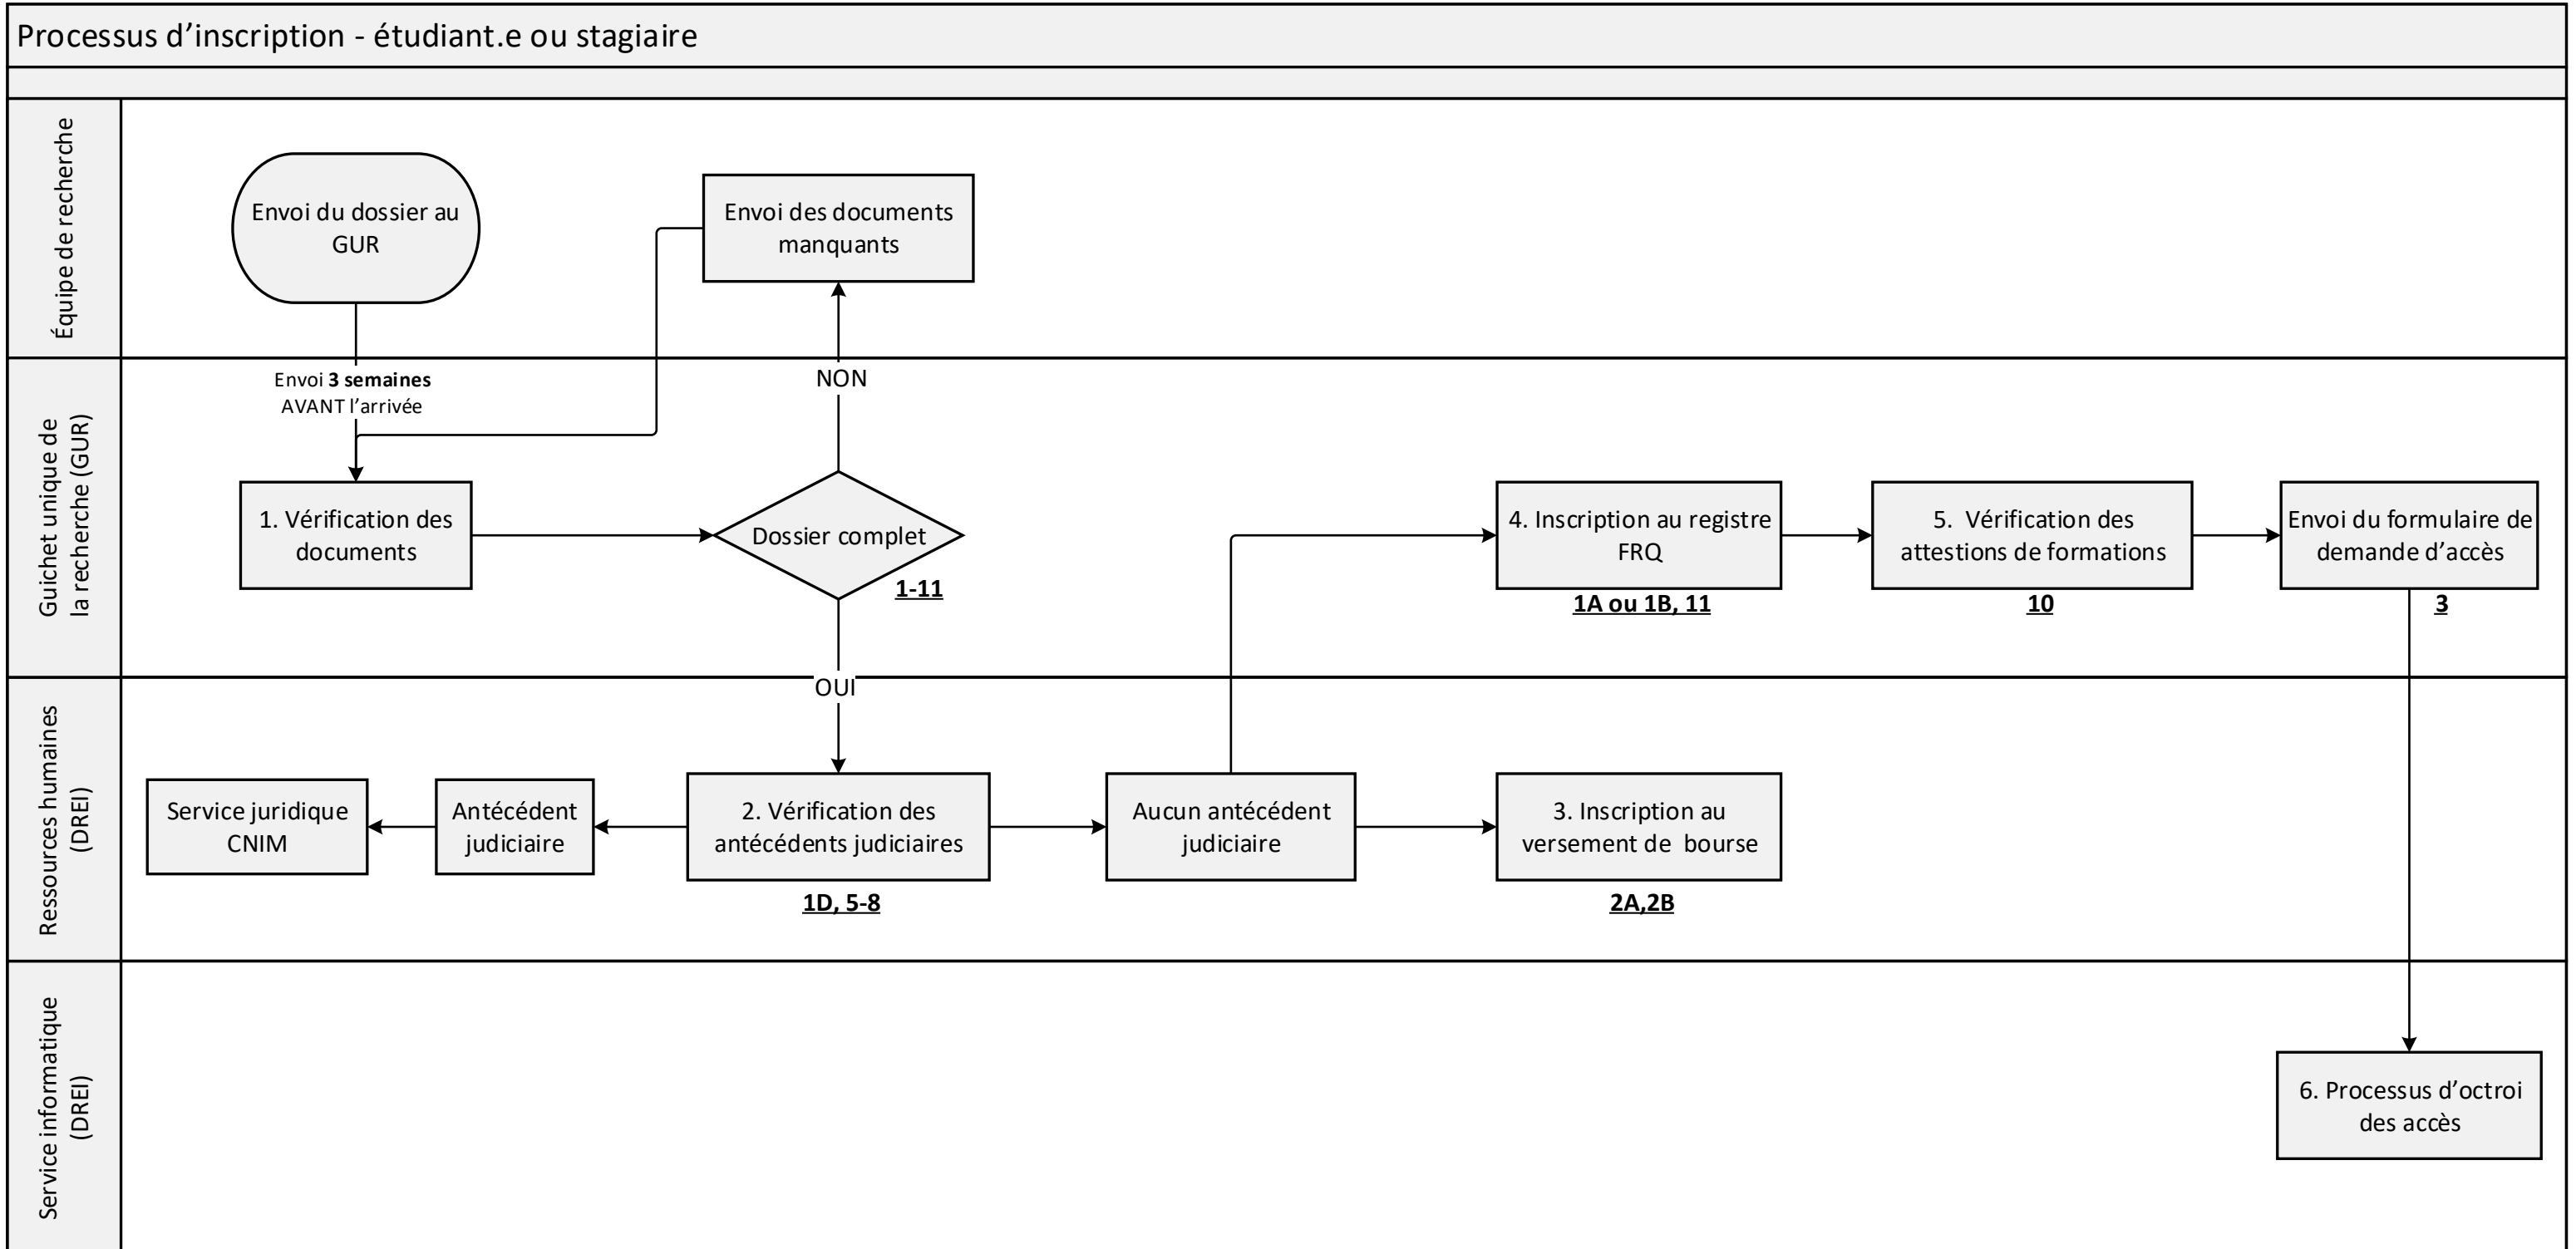 Processus d'inscription - étudiant.e ou stagiaire
Équipe de recherche
Envoi du dossier au
GUR
Envoi des documents
manquants
Guichet unique de
la recherche (GUR)
Envoi 3 semaines
AVANT l'arrivée
NON
1. Vérification des
documents
Dossier complet
1-11
4. Inscription au registre
FRQ
1A ou 1B, 11
5. Vérification des
attestions de formations
10
Envoi du formulaire de
demande d'accès
3
Ressources humaines
(DREI)
OUI
Service juridique
CNIM
Antécédent
judiciaire
2. Vérification des
antécédents judiciaires
1D, 5-8
Aucun antécédent
judiciaire
3. Inscription au
versement de bourse
2A,2B
Service informatique
(DREI)
6. Processus d'octroi
des accès